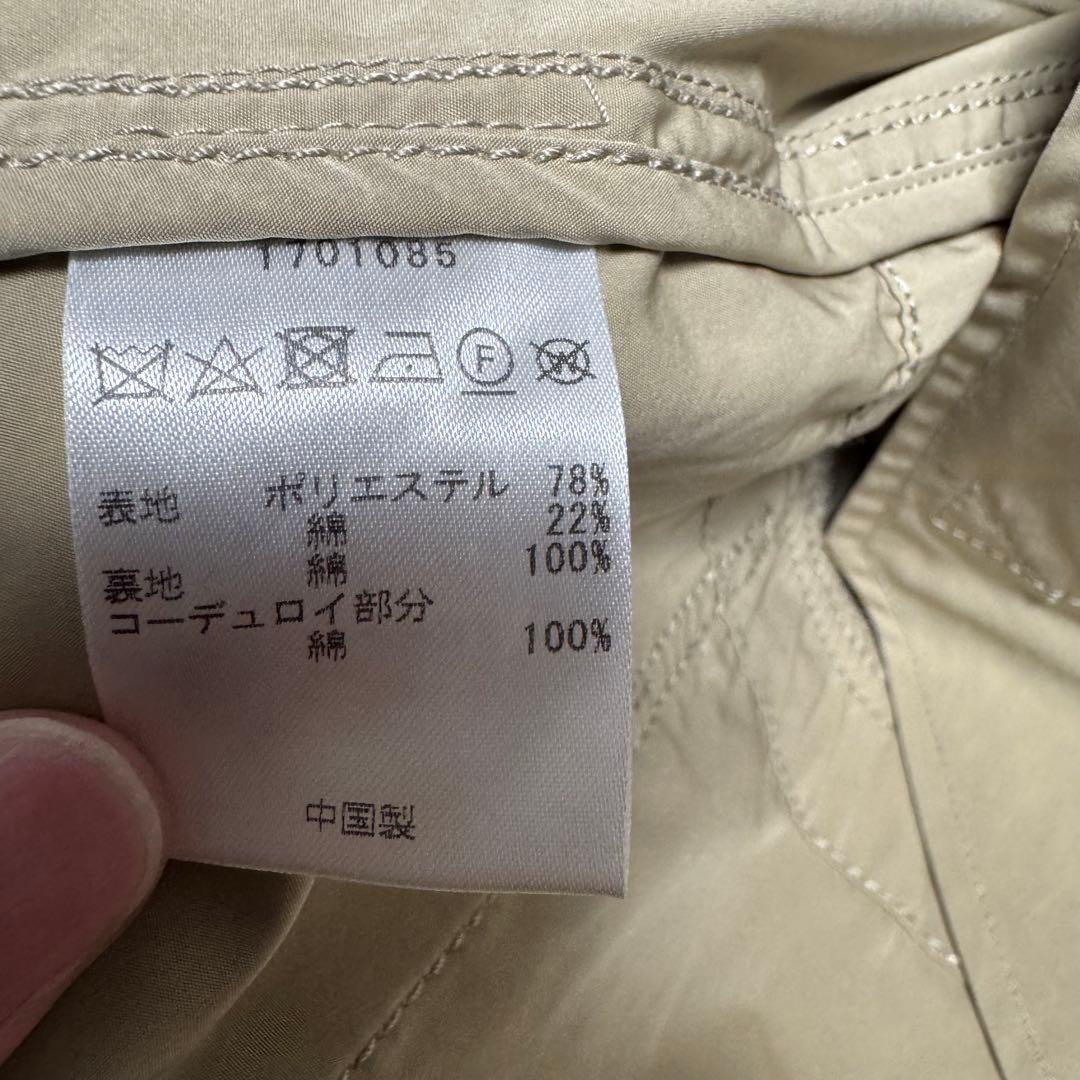 1701085
F W
表地 ポリエステル 78%
綿 22%
裏地 綿 100%
コーデュロイ部分
綿 100%
中国製